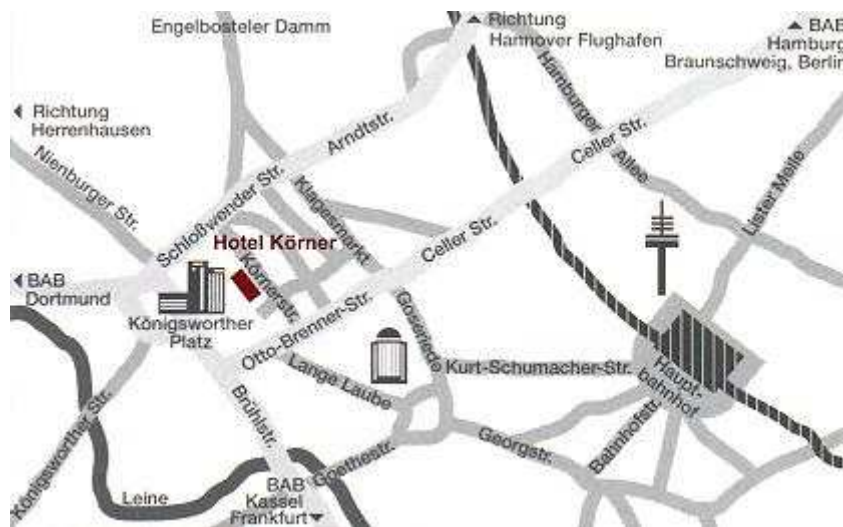 Engelbosteler Damm
Richtung
Hannover Flughafen
BAB
Hamburg
Braunschweig, Berlin
Richtung
Herrenhausen
Nienburger Str.
Schloßwender Str.
Arndtstr.
Hamburger Allee
Celler Str.
Lister Meile
Klagesmarkt
Hotel Körner
Körnerstr.
Celler Str.
BAB
Dortmund
Königsworther
Platz
Otto-Brenner-Str.
Goseriede
Lange Laube
Kurt-Schumacher-Str.
Haupt-
bahnhof
Königsworther Str.
Brühlstr.
Goethestr.
Georgstr.
Bahnhofstr.
Leine
BAB
Kassel
Frankfurt